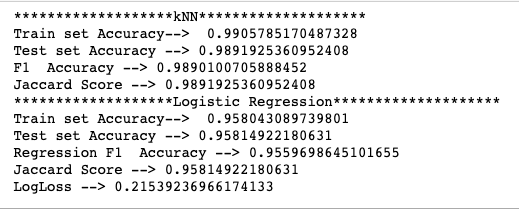 *******************kNN********************
Train set Accuracy-->  0.9905785170487328
Test set Accuracy --> 0.9891925360952408
F1  Accuracy --> 0.9890100705888452
Jaccard Score --> 0.9891925360952408
*******************Logistic Regression********************
Train set Accuracy -->  0.958043089739801
Test set Accuracy --> 0.95814922180631
Regression F1  Accuracy --> 0.9559698645101655
Jaccard Score --> 0.95814922180631
LogLoss --> 0.21539236966174133